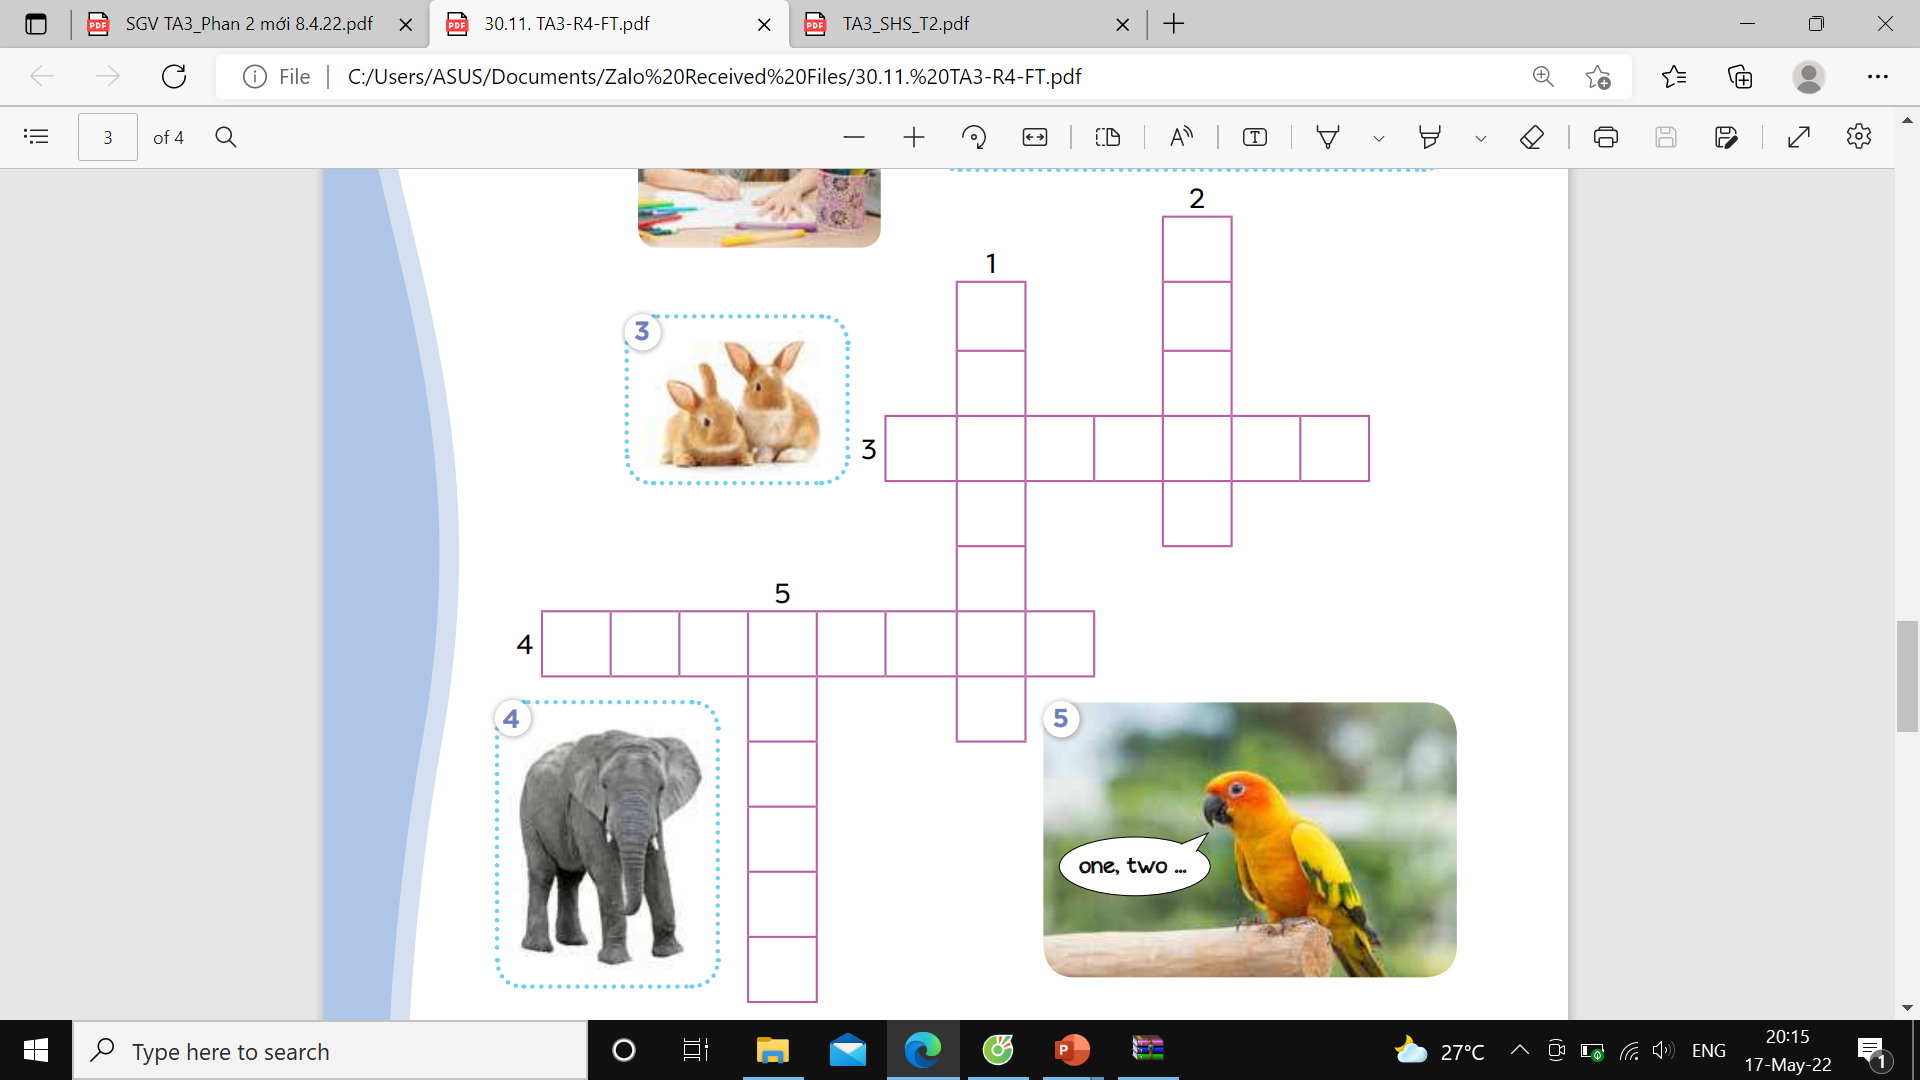 SGV TA3_Phan 2 mới 8.4.22.pdf
30.11. TA3-R4-FT.pdf
TA3_SHS_T2.pdf
File
C:/Users/ASUS/Documents/Zalo%20Received%20Files/30.11.%20TA3-R4-FT.pdf
3 of 4
2
1
3
3
5
4
4
5
one, two ...
Type here to search
27°C
ENG
20:15
17-May-22
1